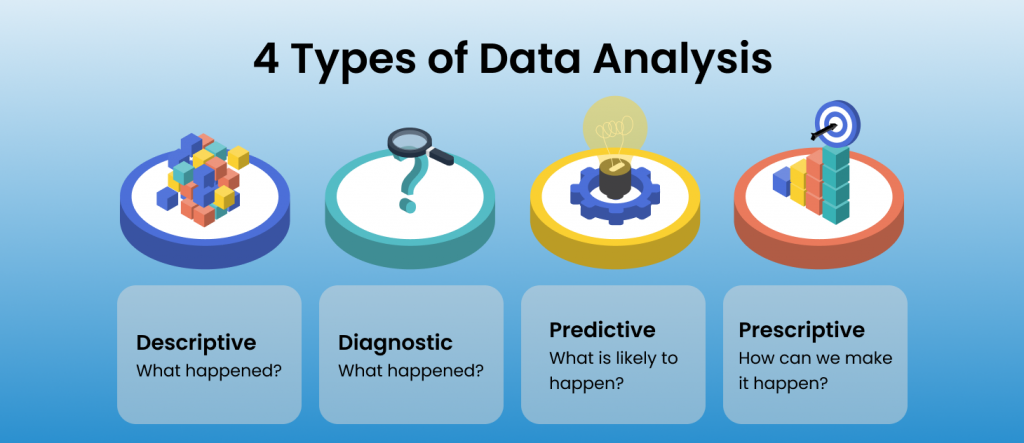 4 Types of Data Analysis
Descriptive
What happened?
Diagnostic
What happened?
Predictive
What is likely to
happen?
Prescriptive
How can we make
it happen?